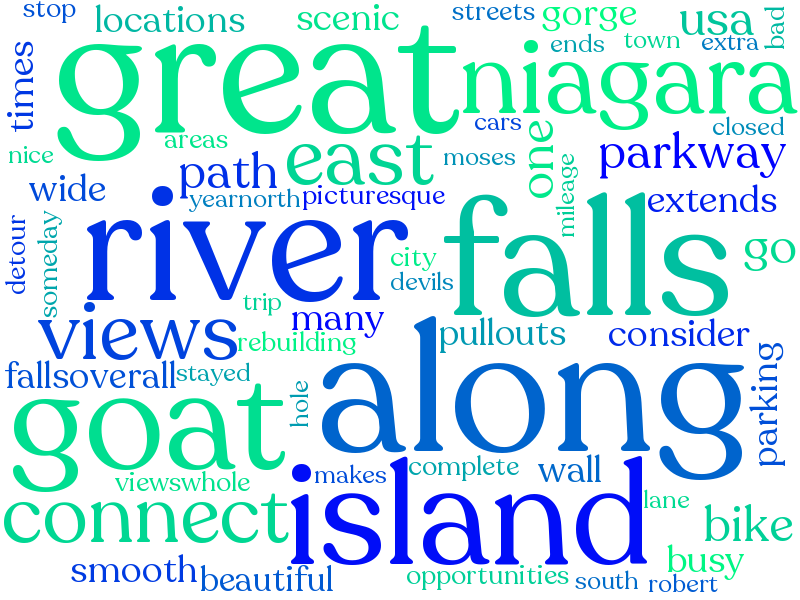 stop
locations
scenic
streets
gorge
usa
bad
times
great
niagara
ends
town
extra
cars
closed
nice
areas
east
moses
one
parkway
path
wide
yearnorth
picturesque
mileage
extends
detour
someday
river
falls
go
city
devils
trip
many
views
rebuilding
pullouts
consider
fallsoverall
stayed
hole
along
parking
goat
viewswhole
makes
complete
wall
connect
island
lane
bike
busy
smooth
beautiful
opportunities
south
robert